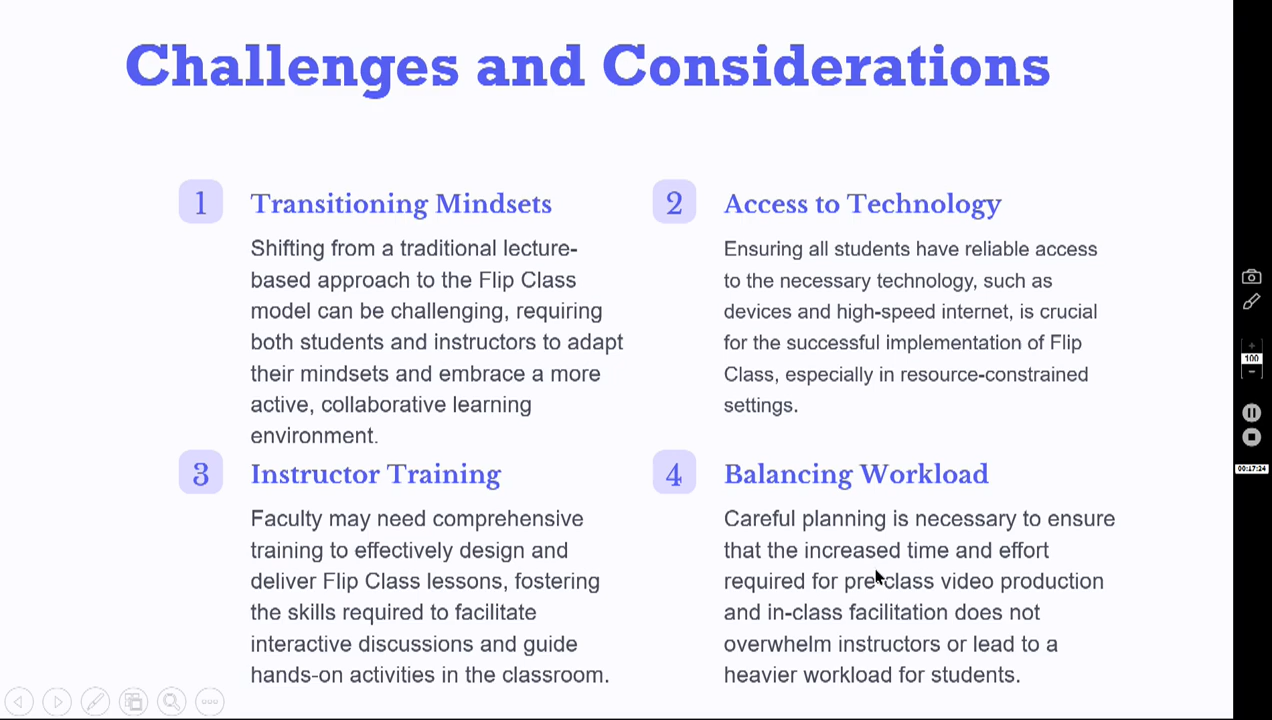 Challenges and Considerations
1
Transitioning Mindsets
Shifting from a traditional lecture-
based approach to the Flip Class
model can be challenging, requiring
both students and instructors to adapt
their mindsets and embrace a more
active, collaborative learning
environment.
2
Access to Technology
Ensuring all students have reliable access
to the necessary technology, such as
devices and high-speed internet, is crucial
for the successful implementation of Flip
Class, especially in resource-constrained
settings.
3
Instructor Training
Faculty may need comprehensive
training to effectively design and
deliver Flip Class lessons, fostering
the skills required to facilitate
interactive discussions and guide
hands-on activities in the classroom.
4
Balancing Workload
Careful planning is necessary to ensure
that the increased time and effort
required for pre-class video production
and in-class facilitation does not
overwhelm instructors or lead to a
heavier workload for students.
100
00:17:24